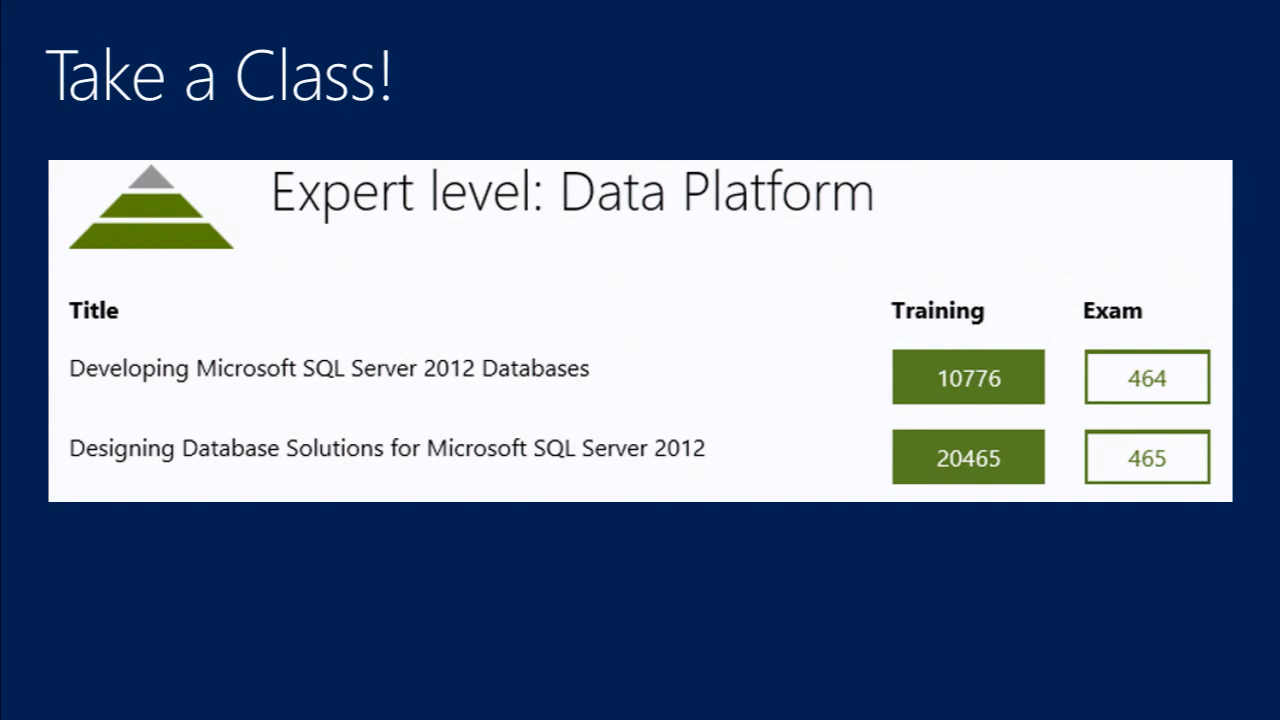 Take a Class!
Expert level: Data Platform
Title Training Exam
Developing Microsoft SQL Server 2012 Databases 10776 464
Designing Database Solutions for Microsoft SQL Server 2012 20465 465